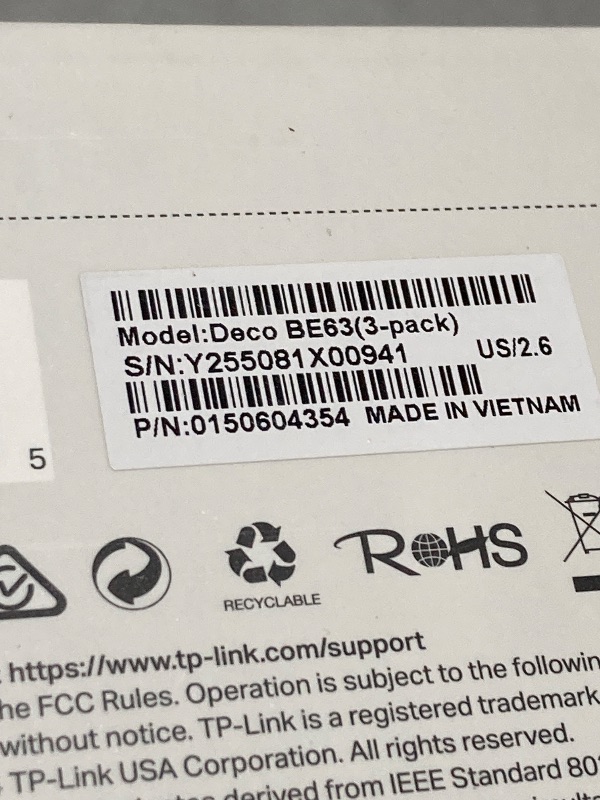 Model:Deco BE63(3-pack)
S/N:Y255081X00941 US/2.6
P/N:0150604354 MADE IN VIETNAM
5
RECYCLABLE
RoHS
https://www.tp-link.com/support
he FCC Rules. Operation is subject to the followin
without notice. TP-Link is a registered trademark
TP-Link USA Corporation. All rights reserved.
derived from IEEE Standard 80